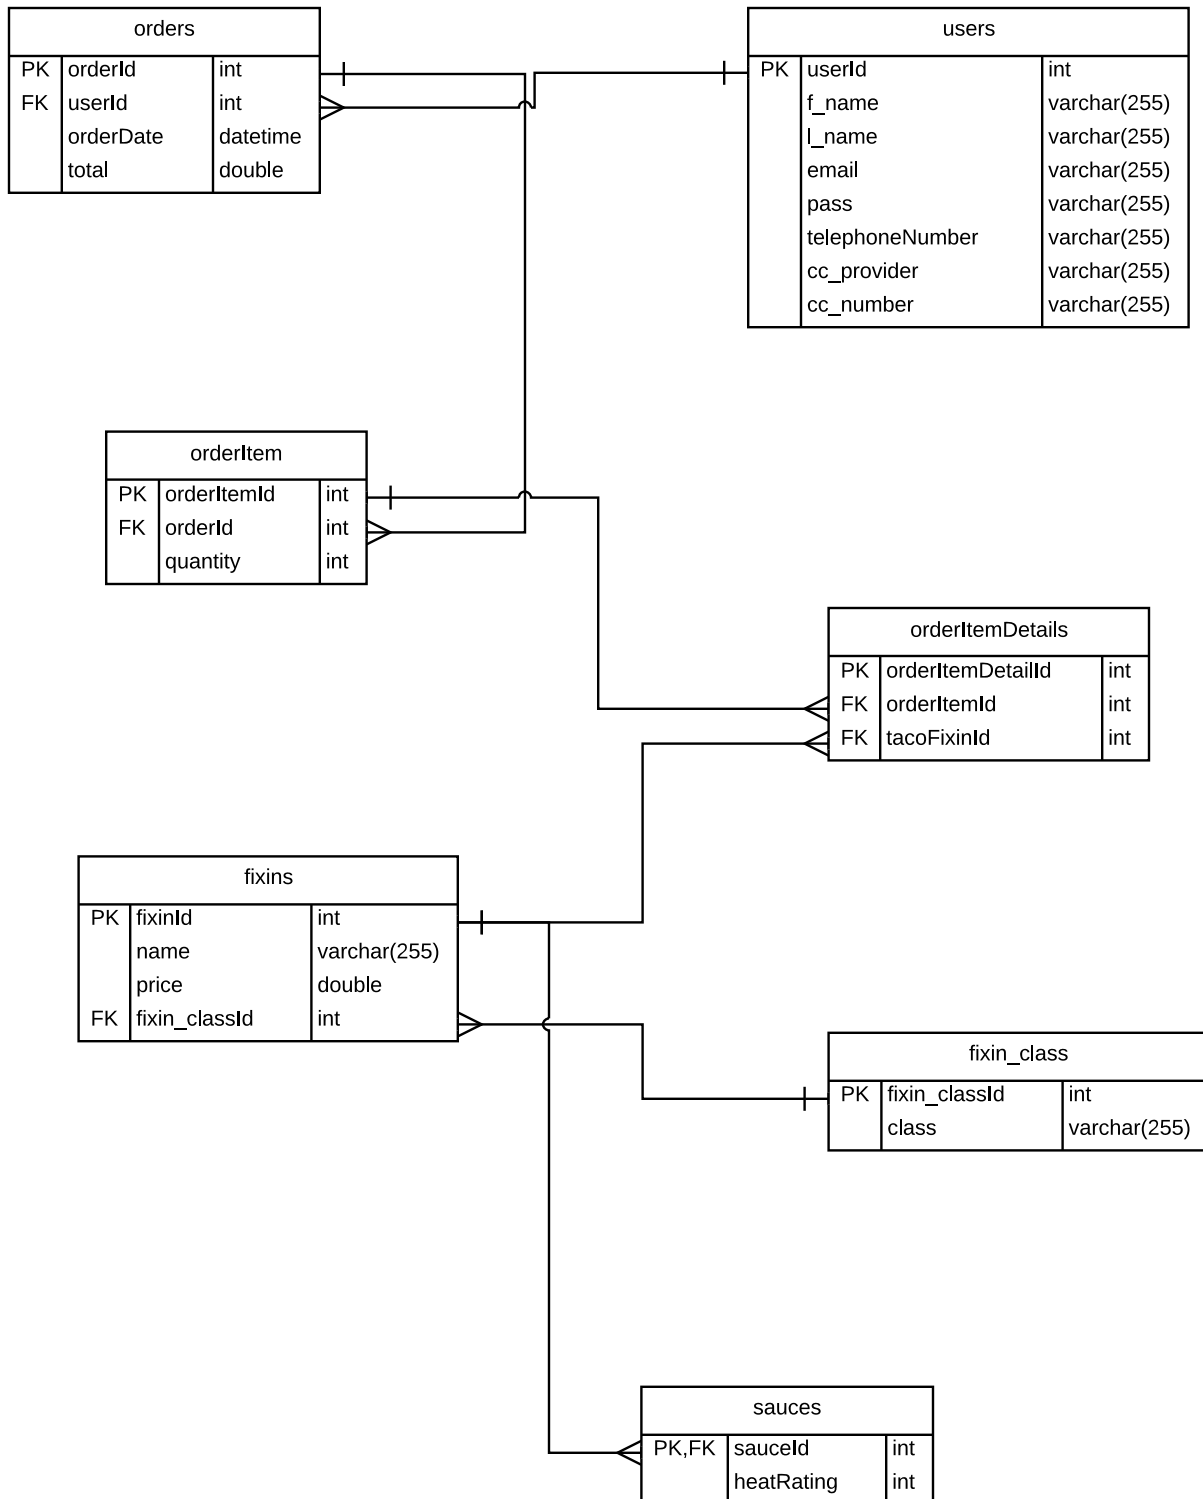 orders
PK orderId int
FK userId int
orderDate datetime
total double
users
PK userId int
f_name varchar(255)
l_name varchar(255)
email varchar(255)
pass varchar(255)
telephoneNumber varchar(255)
cc_provider varchar(255)
cc_number varchar(255)
orderItem
PK orderItemId int
FK orderId int
quantity int
orderItemDetails
PK orderItemDetailId int
FK orderItemId int
FK tacoFixinId int
fixins
PK fixinId int
name varchar(255)
price double
FK fixin_classId int
fixin_class
PK fixin_classId int
class varchar(255)
sauces
PK,FK sauceId int
heatRating int